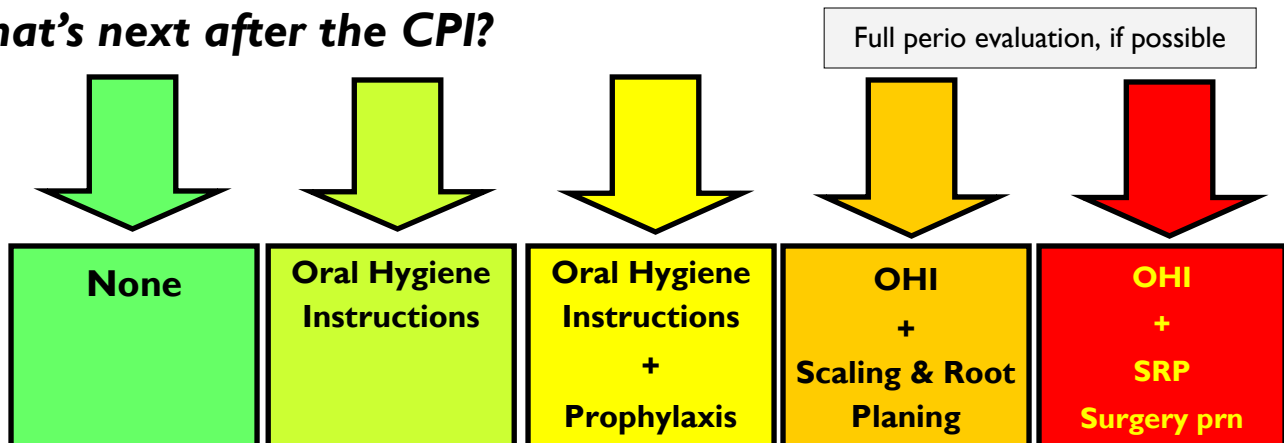 hat's next after the CPI?
Full perio evaluation, if possible
None
Oral Hygiene
Instructions
Oral Hygiene
Instructions
+
Prophylaxis
OHI
+
Scaling & Root
Planing
OHI
+
SRP
Surgery prn